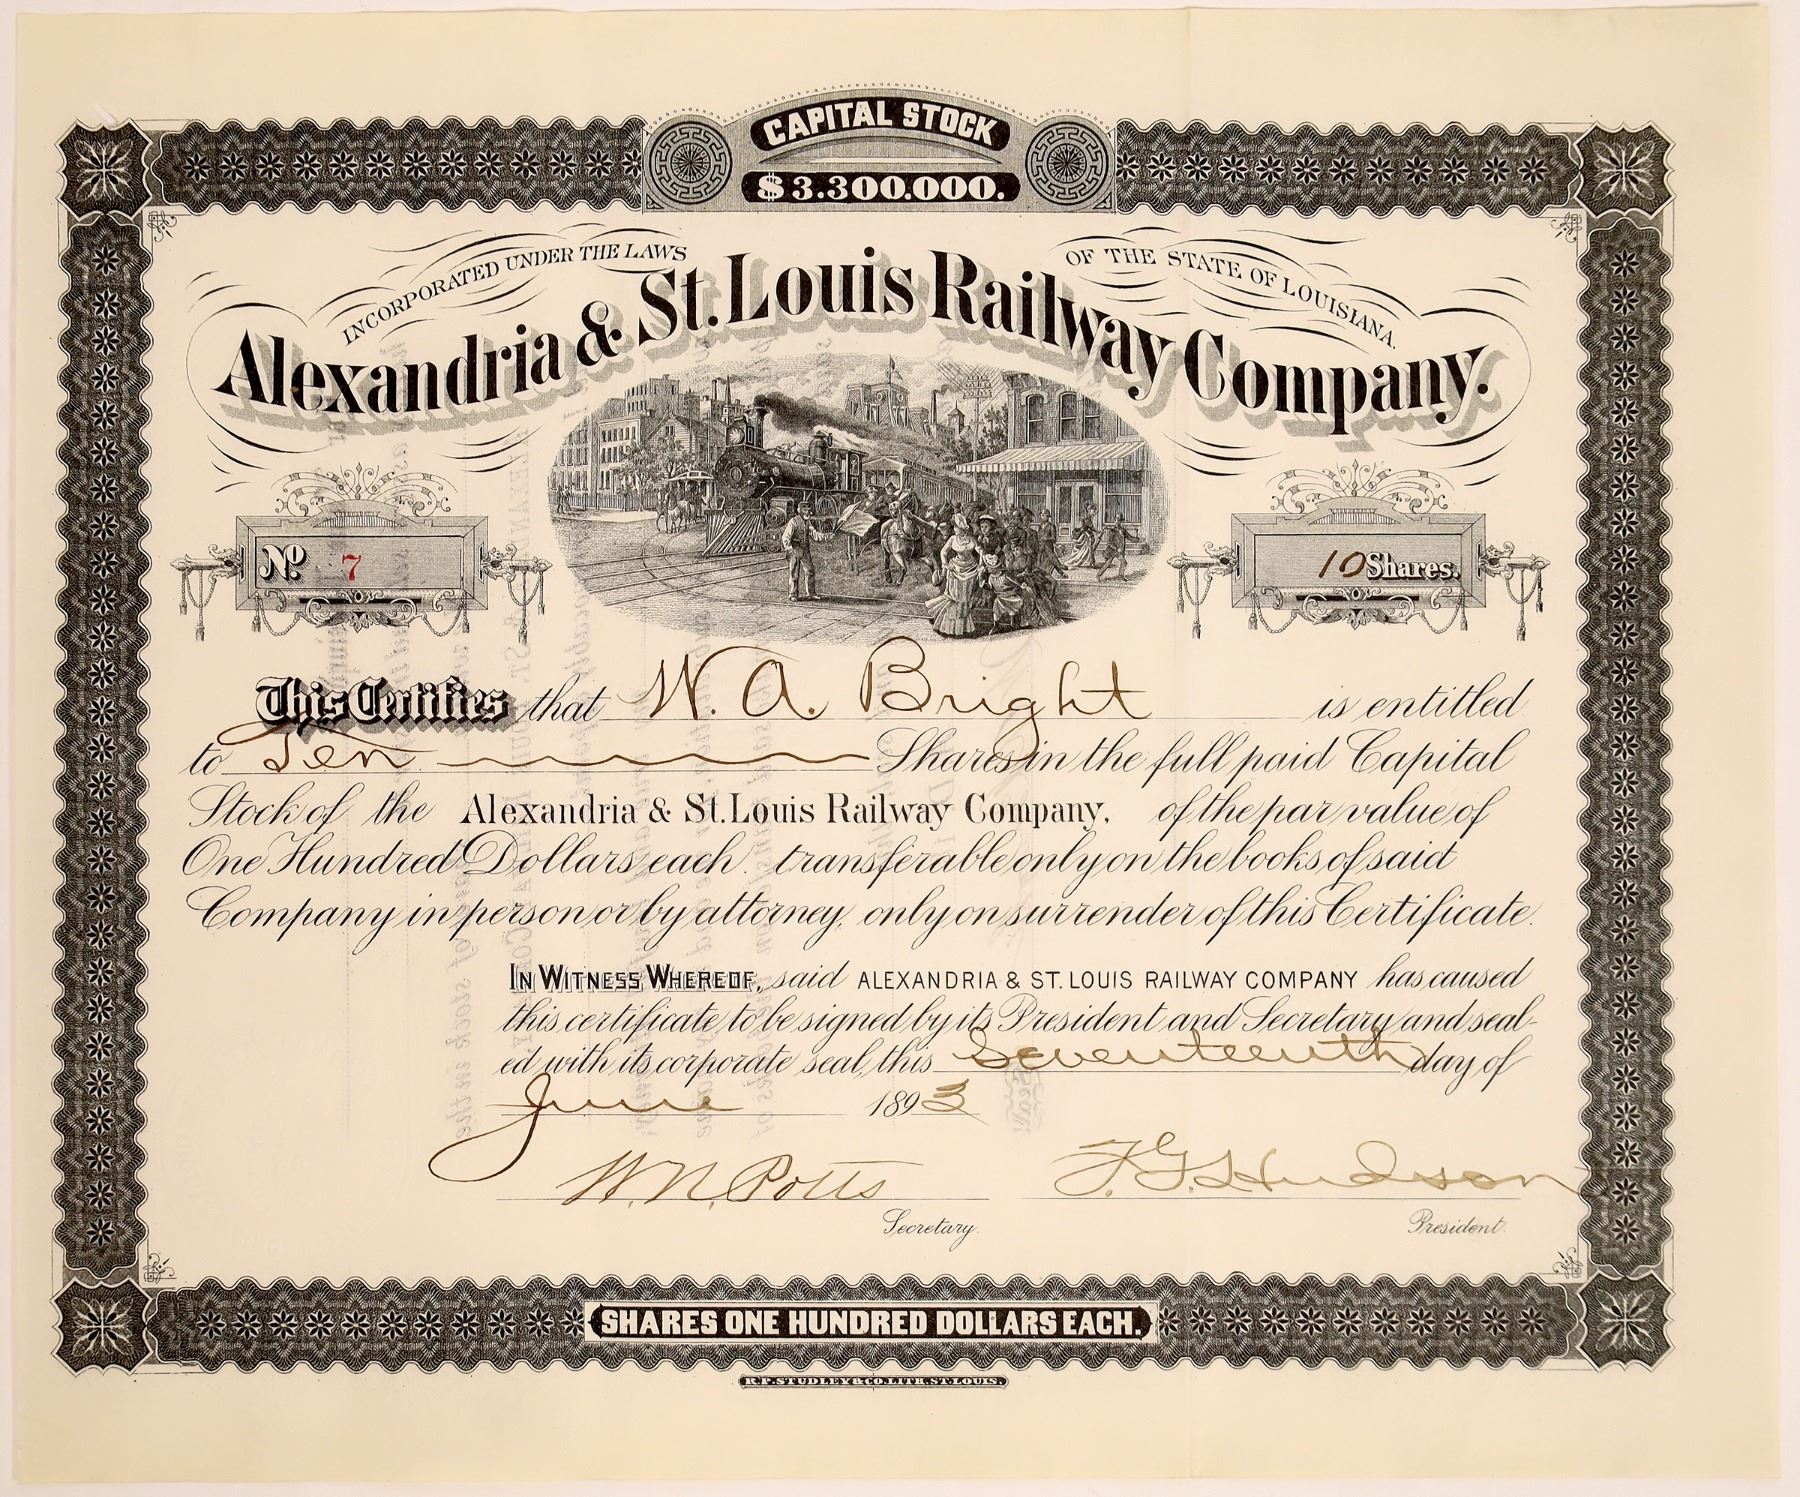 CAPITAL STOCK
$3.300.000.
INCORPORATED UNDER THE LAWS OF THE STATE OF LOUISIANA.
Alexandria & St. Louis Railway Company.
No. 7
10 Shares.
This Certifies that W. A. Bright is entitled
to Ten Shares in the full paid Capital
Stock of the Alexandria & St. Louis Railway Company, of the par value of
One Hundred Dollars each. transferable only on the books of said
Company in person or by attorney, only on surrender of this Certificate.
In Witness Whereof, said ALEXANDRIA & ST. LOUIS RAILWAY COMPANY has caused
this certificate to be signed by its President and Secretary and seal-
ed with its corporate seal, this Seventeenth day of
June 1893
W. N. Potts F. G. Hudson
Secretary. President.
SHARES ONE HUNDRED DOLLARS EACH.
R.P. STUDLEY & CO. LITH. ST. LOUIS.